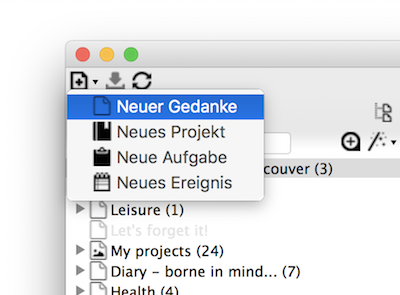 Neuer Gedanke
Neues Projekt
Neue Aufgabe
couver (3)
Neues Ereignis
Leisure (1)
Let's forget it!
My projects (24)
Diary – borne in mind... (7)
Health (4)